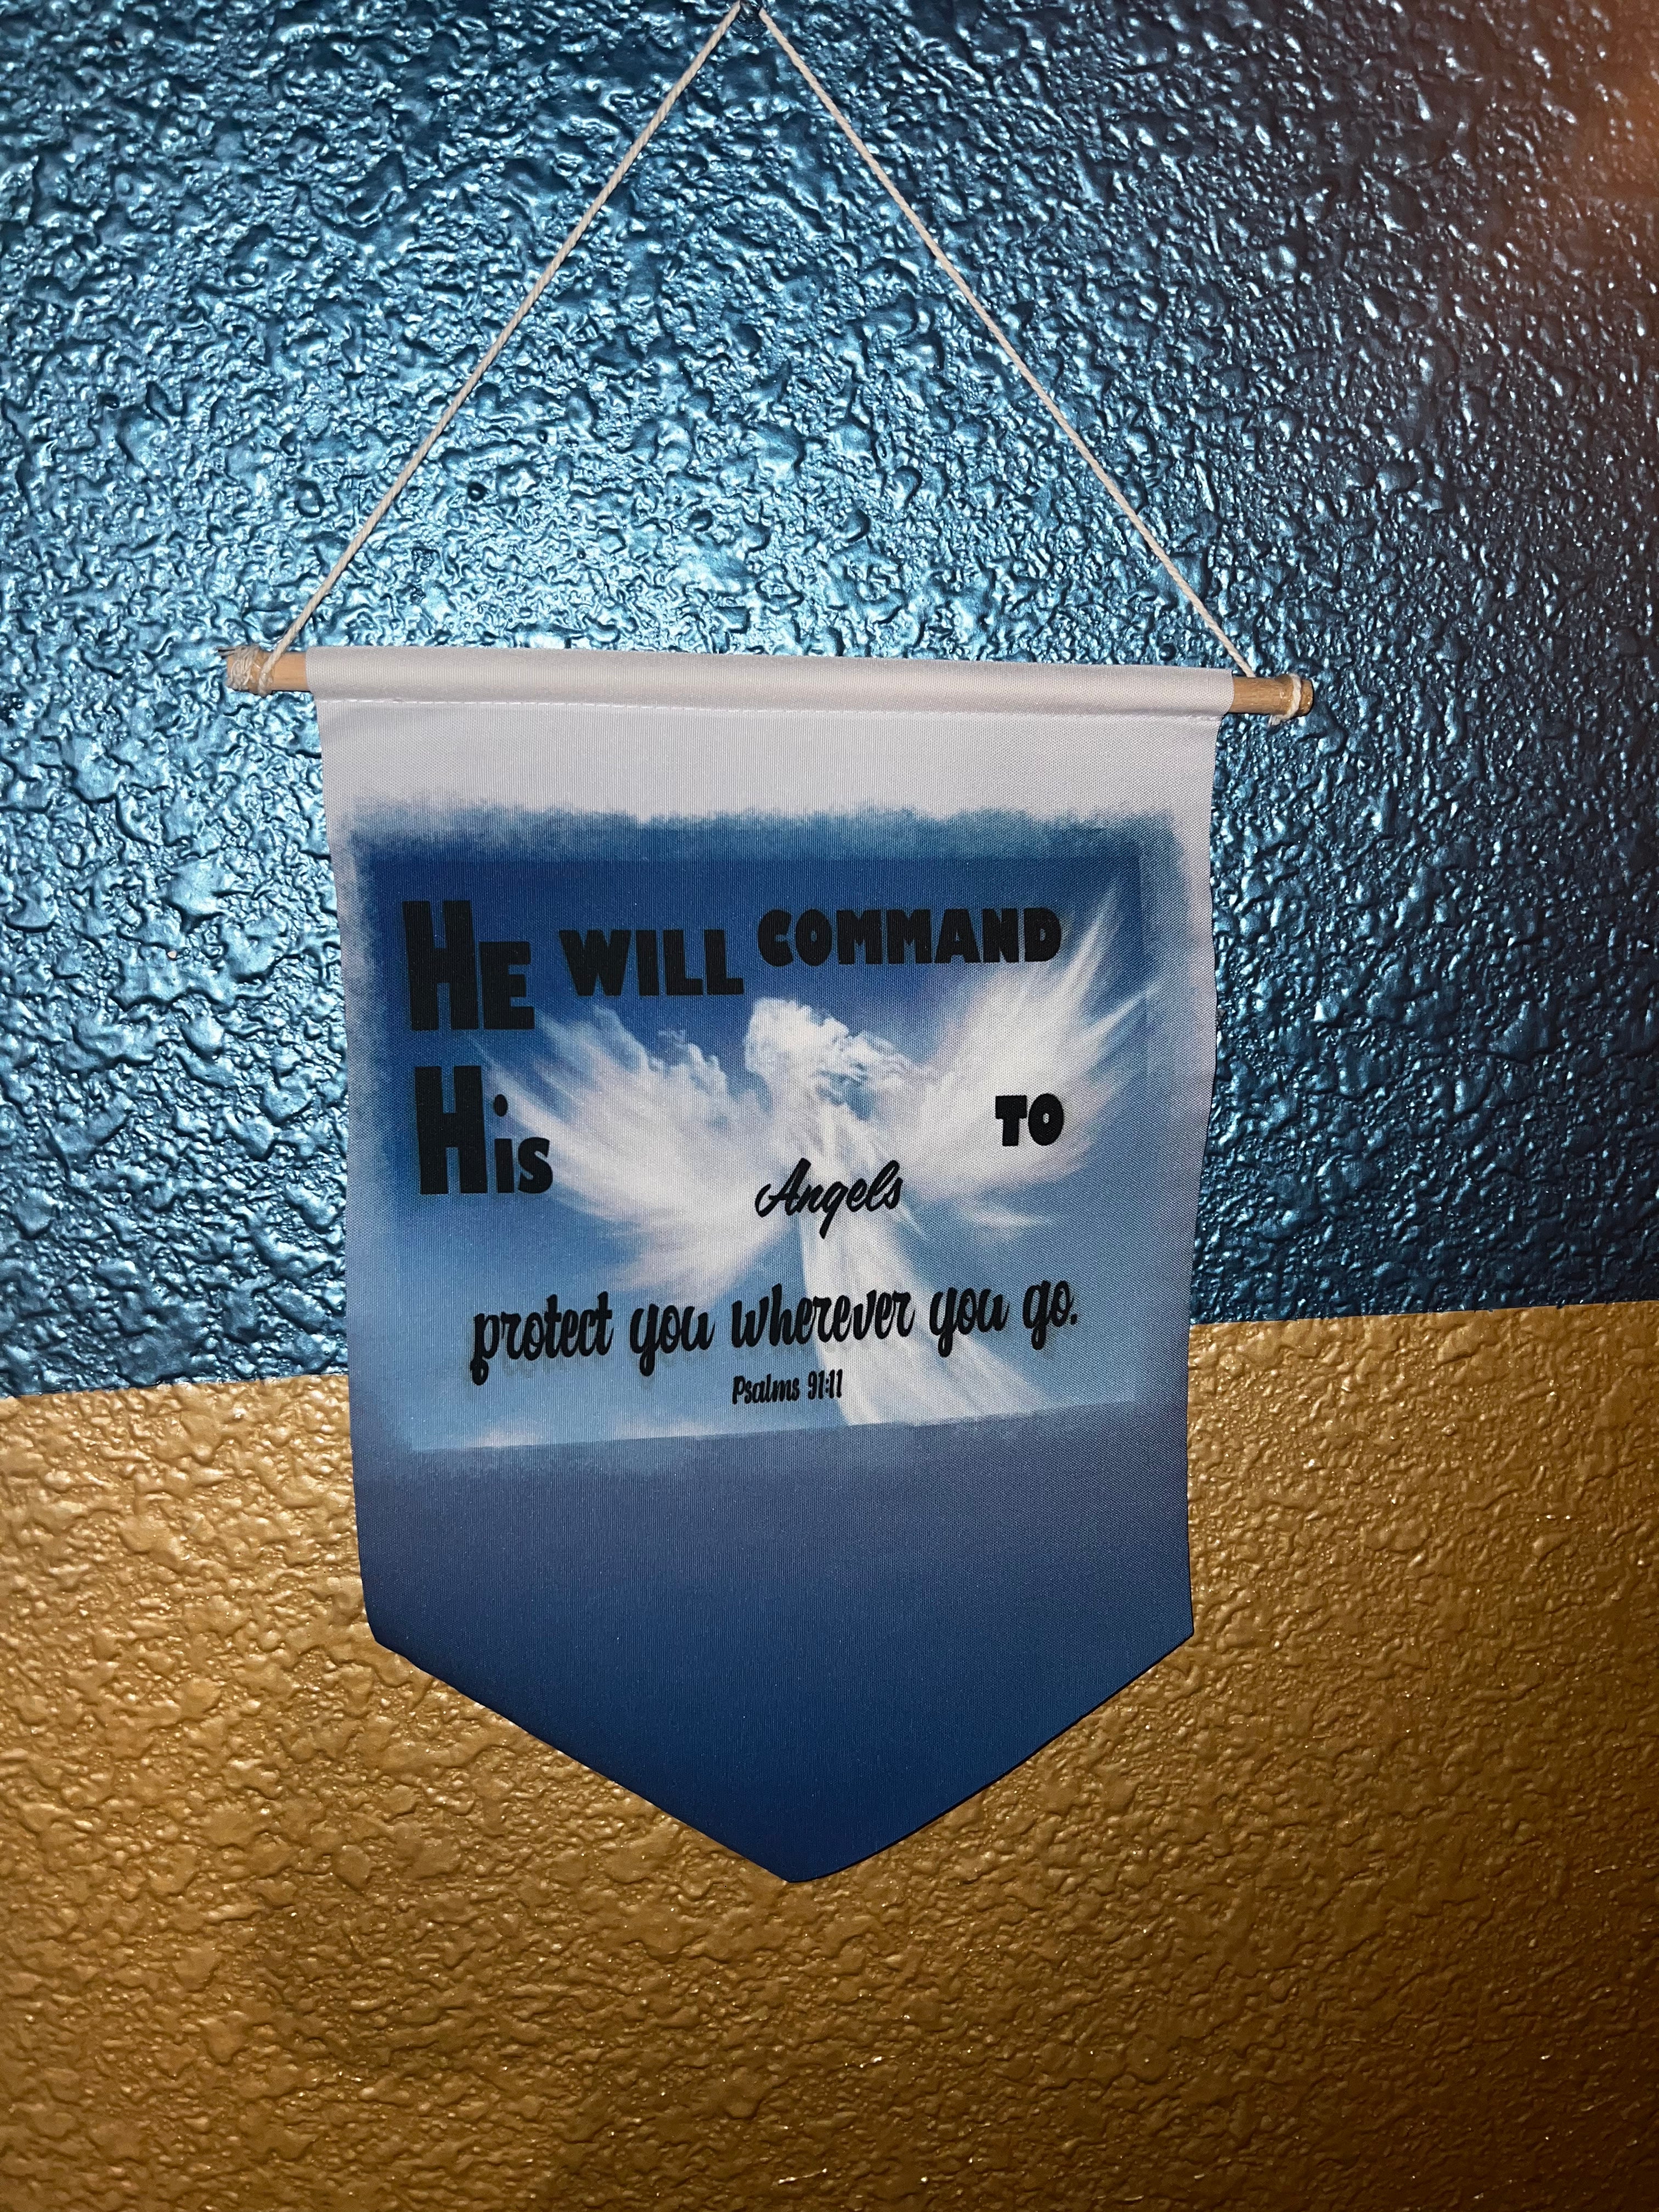 HE WILL COMMAND
His Angels TO
protect you wherever you go.
Psalms 91:11